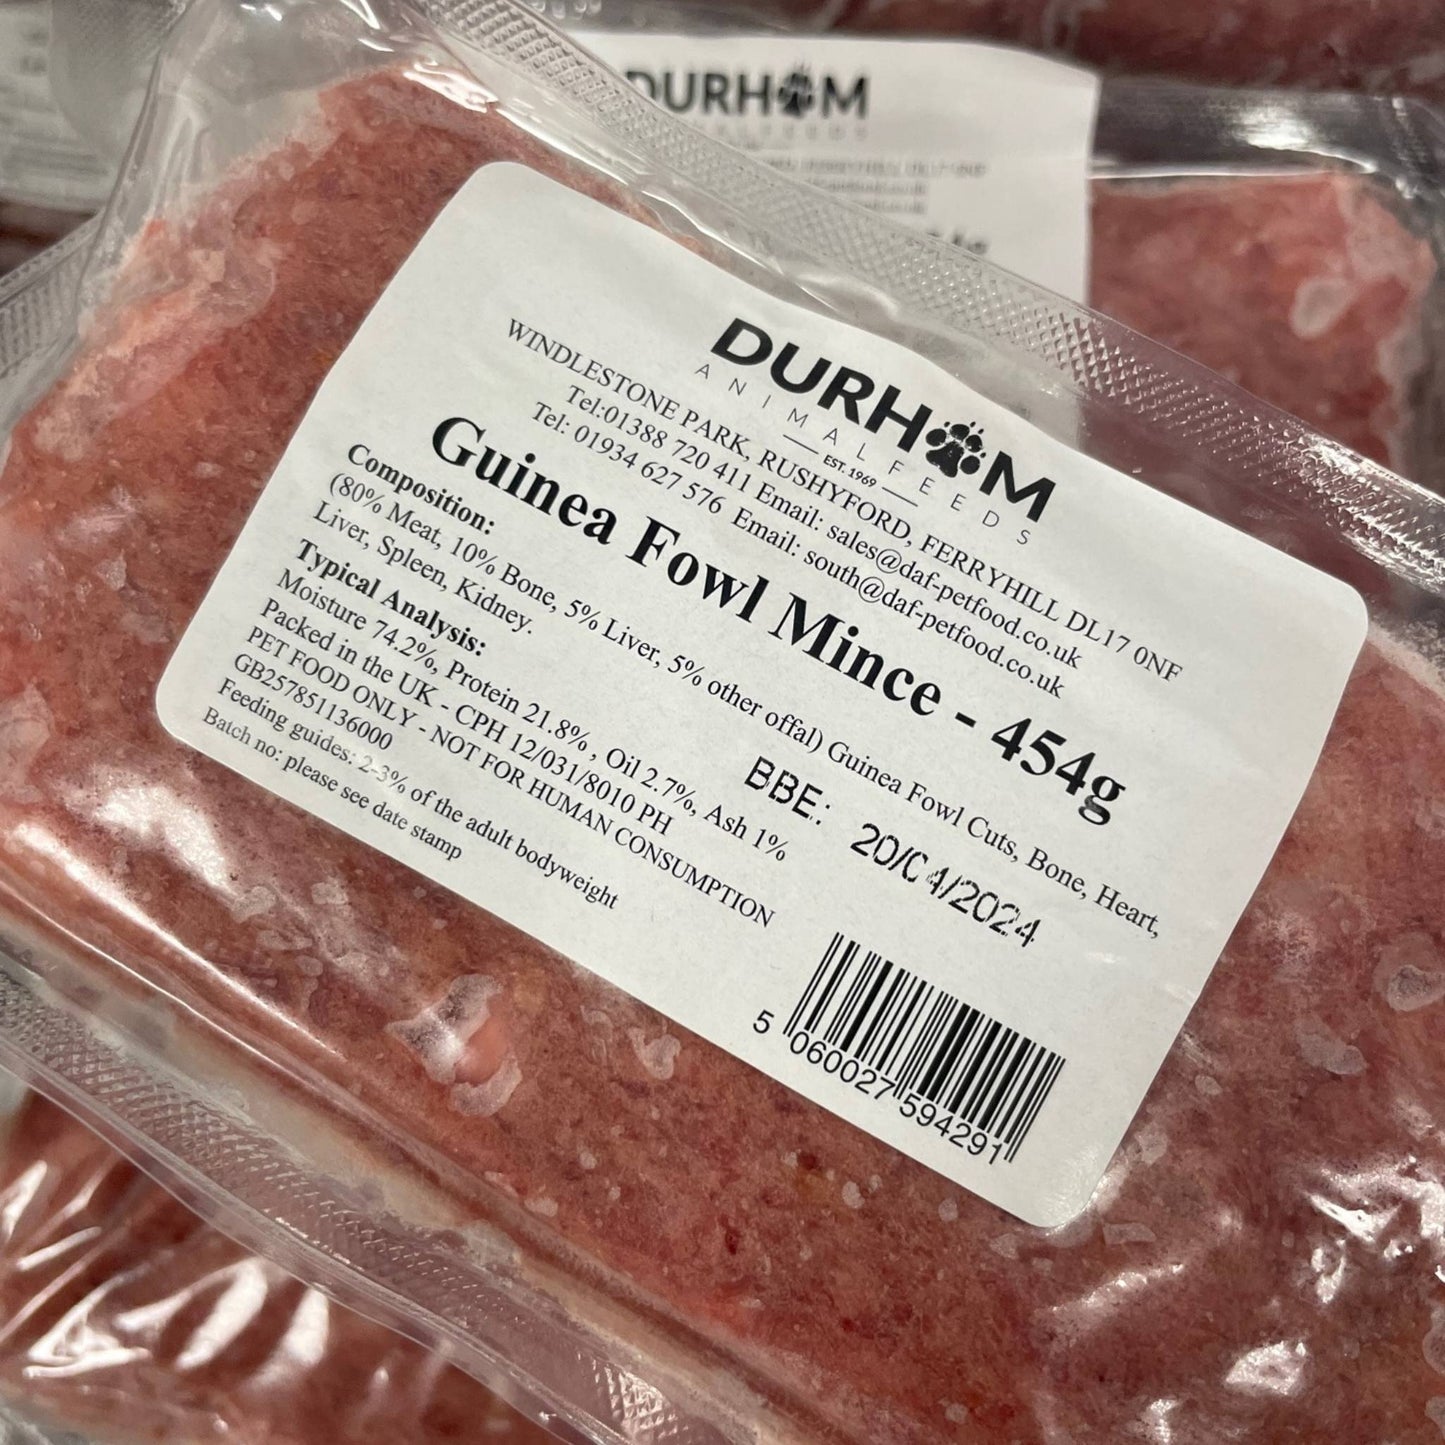 DURHAM
DL17 0NF
DURHAM
ANIMAL FEEDS
EST. 1969
WINDLESTONE PARK, RUSHYFORD, FERRYHILL DL17 0NF
Tel:01388 720 411 Email: sales@daf-petfood.co.uk
Tel: 01934 627 576 Email: south@daf-petfood.co.uk
Guinea Fowl Mince - 454g
Composition:
(80% Meat, 10% Bone, 5% Liver, 5% other offal) Guinea Fowl Cuts, Bone, Heart,
Liver, Spleen, Kidney.
Typical Analysis:
Moisture 74.2%, Protein 21.8% , Oil 2.7%, Ash 1%
Packed in the UK - CPH 12/031/8010 PH
PET FOOD ONLY - NOT FOR HUMAN CONSUMPTION
GB257851136000
Feeding guides: 2-3% of the adult bodyweight
Batch no: please see date stamp
BBE: 20/04/2024
5 060027 594291